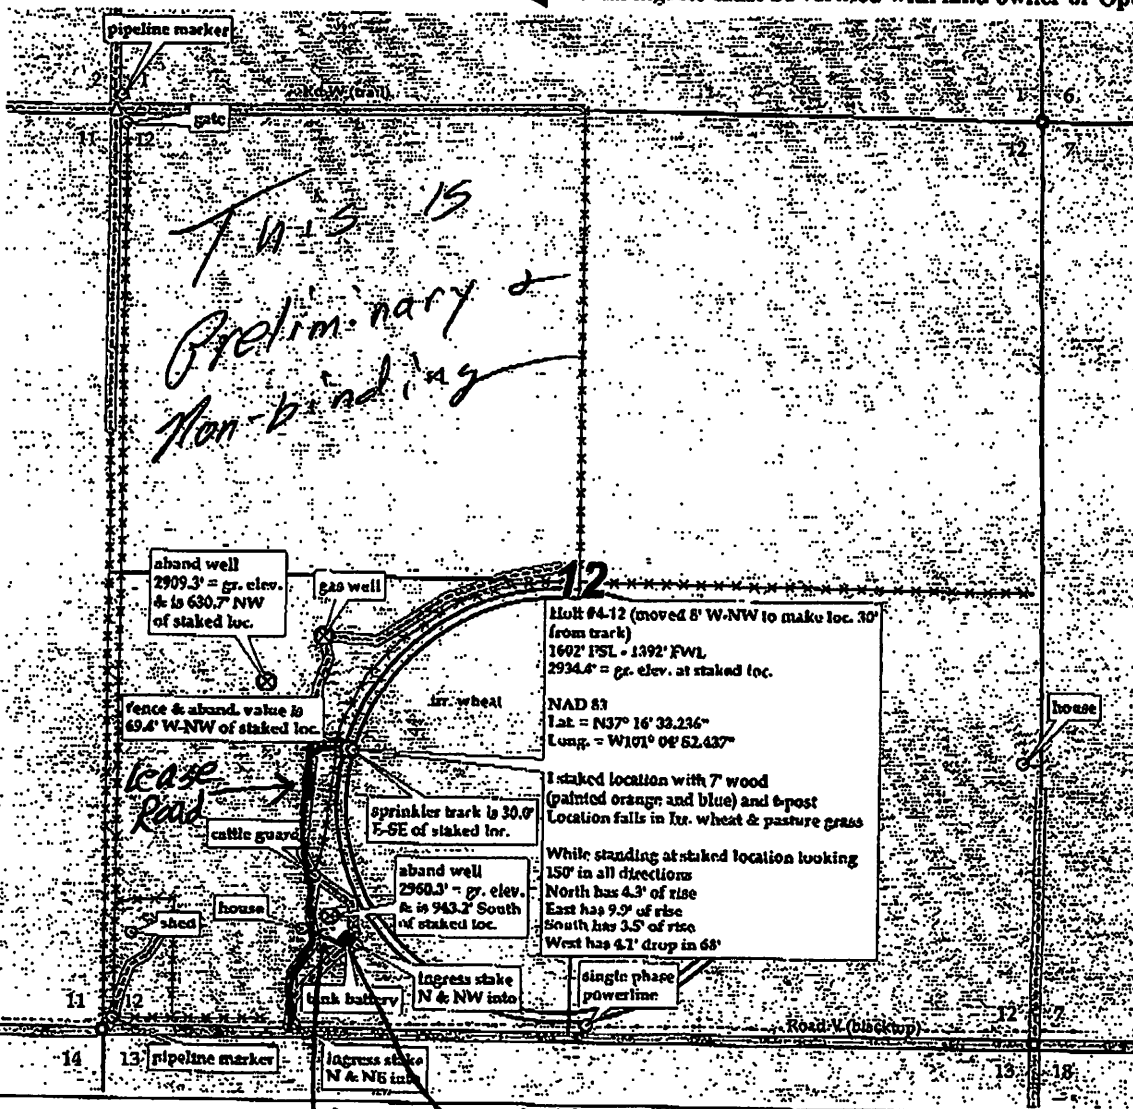 pipeline marker
2 1
Rd W (trail)
1 6
gate
11 12
12 7
This is
Preliminary &
Non-binding
aband well
2909.3' = gr. elev.
& is 630.7' NW
of staked loc.
gas well
12
Holt #4-12 (moved 8' W-NW to make loc. 30'
from track)
1602' FSL - 1392' FWL
2934.4' = gr. elev. at staked loc.
NAD 83
Lat. = N37° 16' 33.236"
Long. = W101° 04' 52.437"
I staked location with 7' wood
(painted orange and blue) and t-post
Location falls in Irr. wheat & pasture grass
While standing at staked location looking
150' in all directions
North has 4.3' of rise
East has 9.9' of rise
South has 3.5' of rise
West has 4.1' drop in 68'
irr. wheat
fence & aband. value is
69.4' W-NW of staked loc.
house
Lease
Road
sprinkler track is 30.0'
E-SE of staked loc.
cattle guard
aband well
2960.3' = gr. elev.
& is 943.2' South
of staked loc.
house
shed
ingress stake
N & NW into
single phase
powerline
tank battery
11 12
12 7
Road V (blacktop)
14 13
pipeline marker
ingress stake
N & NE into
13 18